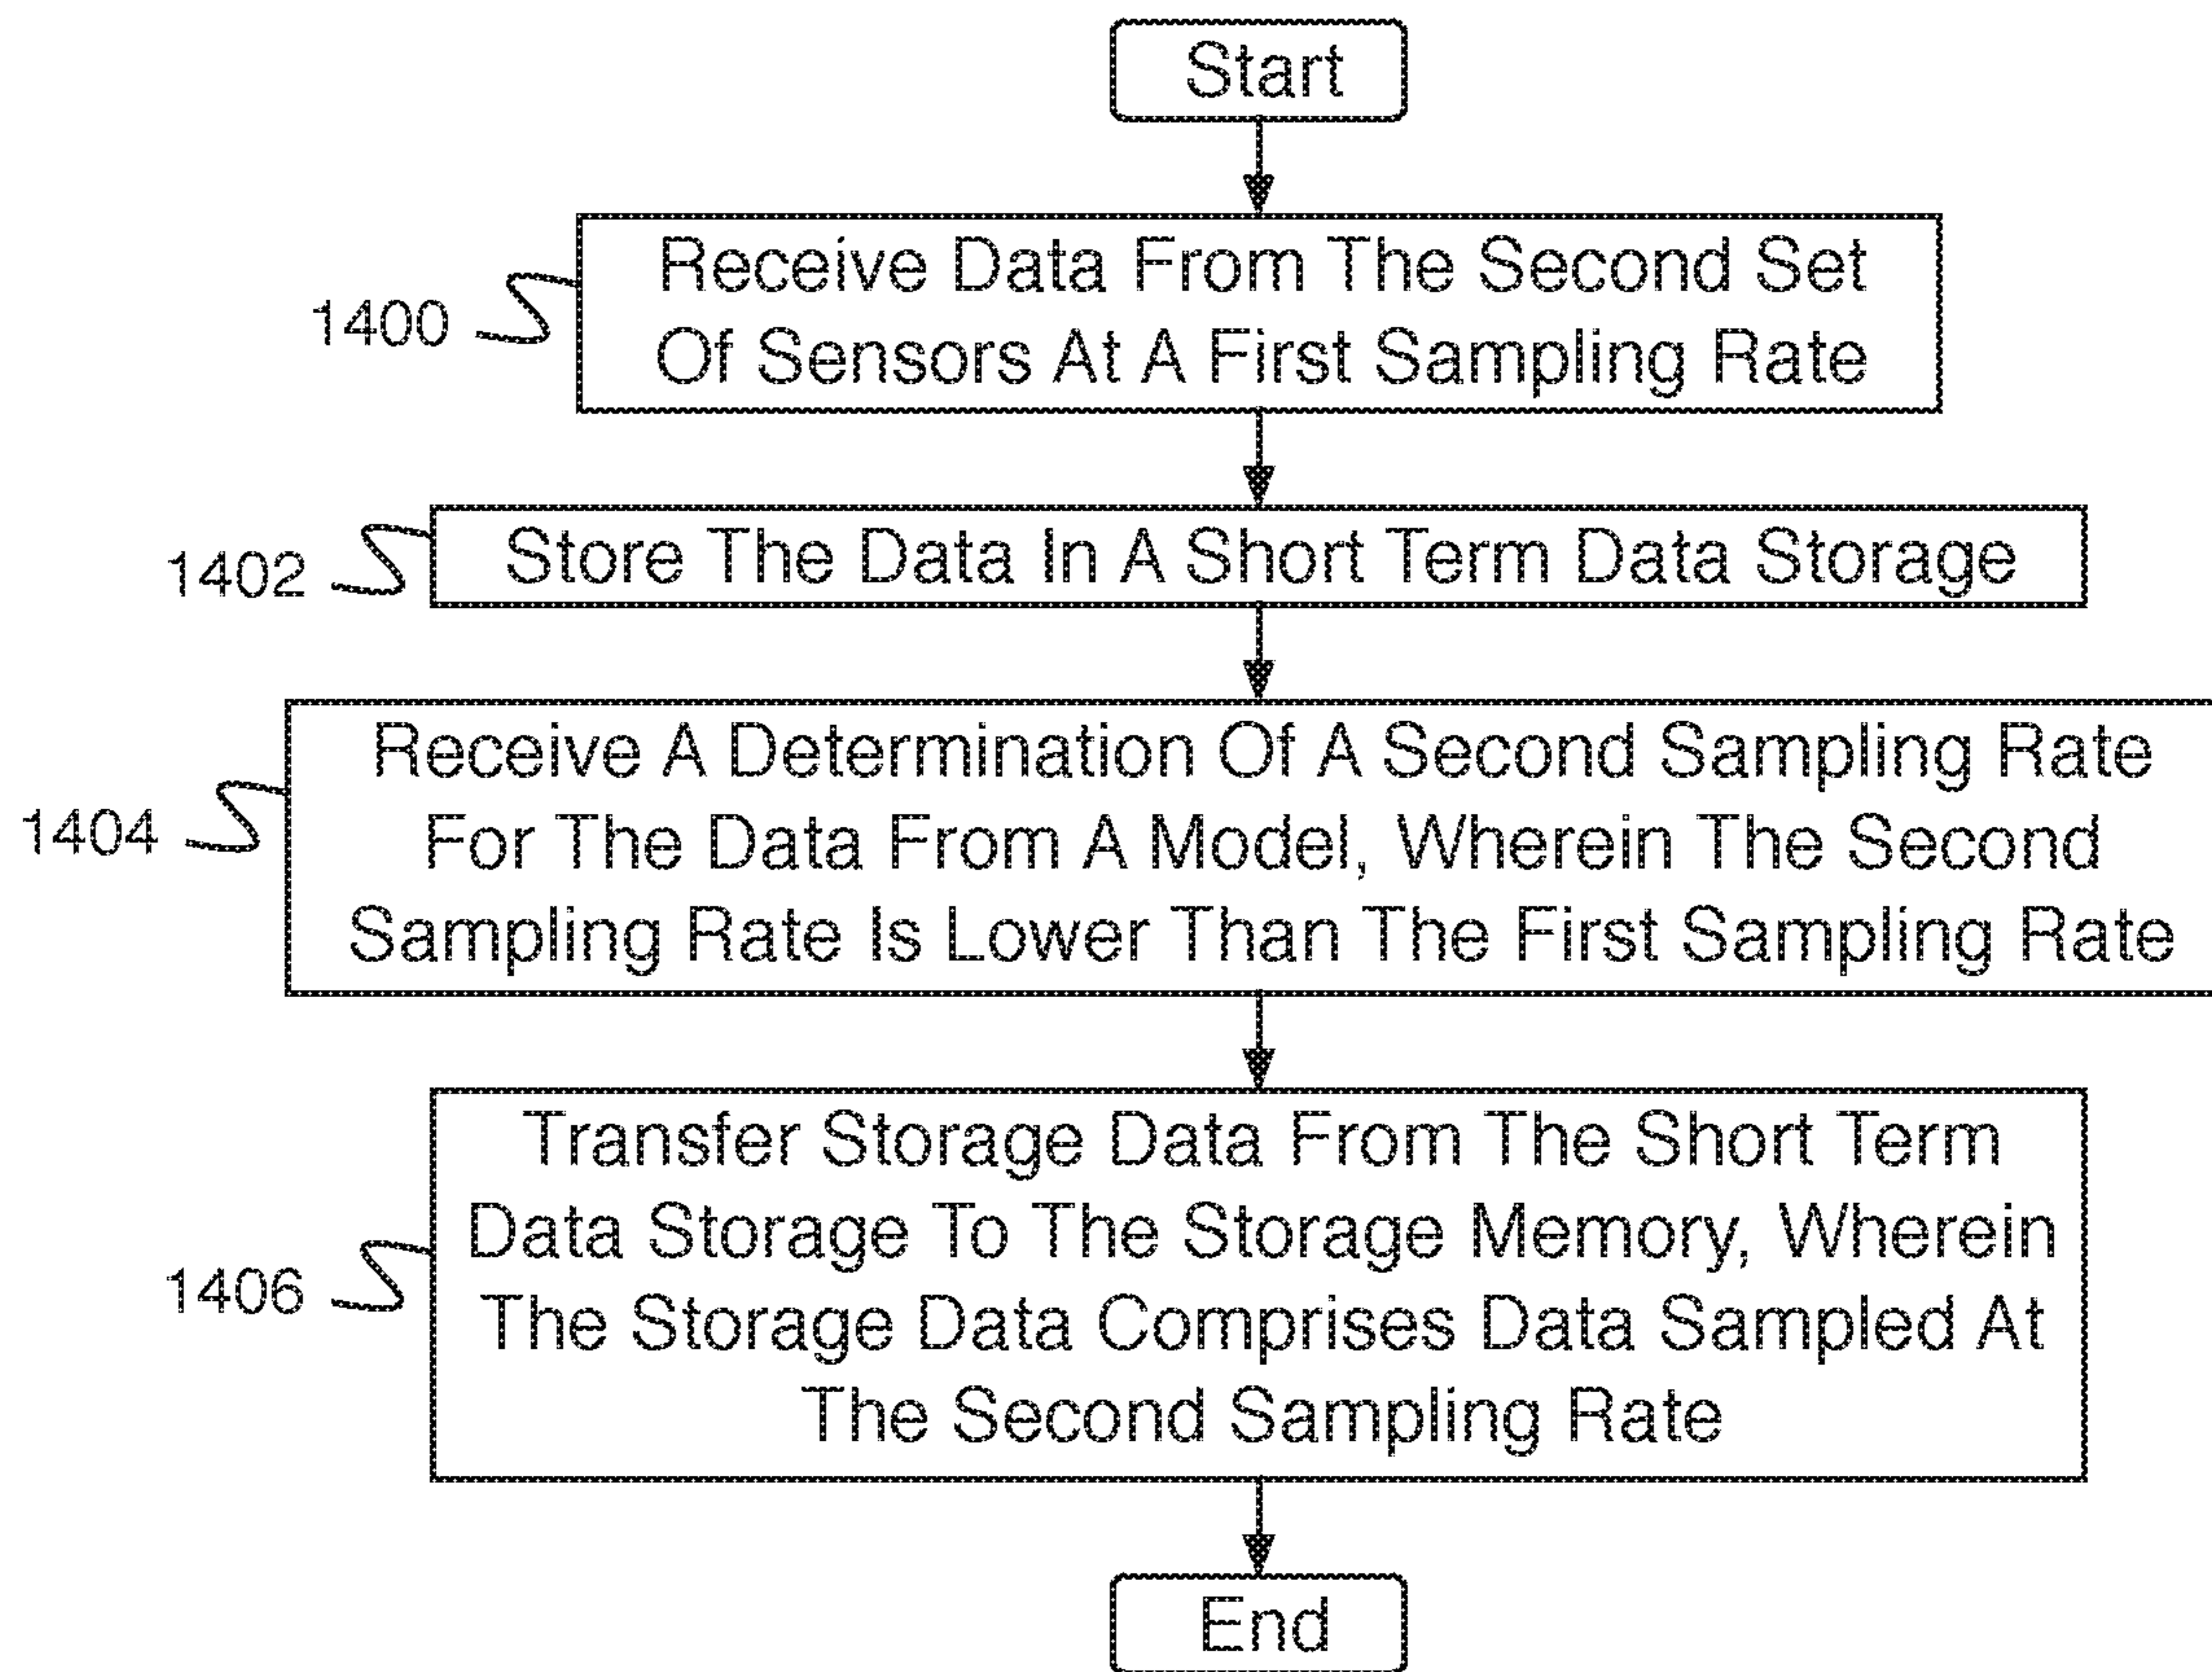 Start
1400
Receive Data From The Second Set
Of Sensors At A First Sampling Rate
1402
Store The Data In A Short Term Data Storage
1404
Receive A Determination Of A Second Sampling Rate
For The Data From A Model, Wherein The Second
Sampling Rate Is Lower Than The First Sampling Rate
1406
Transfer Storage Data From The Short Term
Data Storage To The Storage Memory, Wherein
The Storage Data Comprises Data Sampled At
The Second Sampling Rate
End